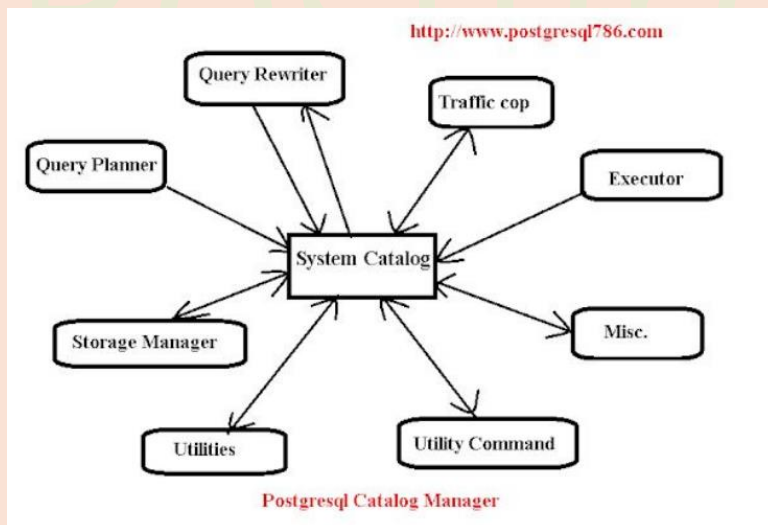 http://www.postgresql786.com
Query Rewriter
Traffic cop
Query Planner
Executor
System Catalog
Storage Manager
Misc.
Utilities
Utility Command
Postgresql Catalog Manager